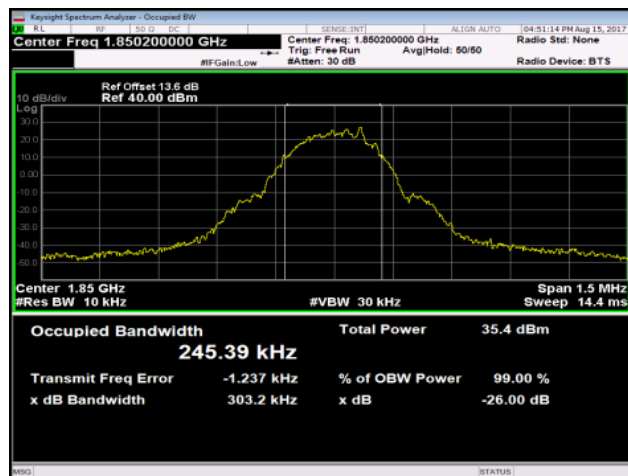 Keysight Spectrum Analyzer - Occupied BW
RL RF 50 Ω DC SENSE:INT ALIGN AUTO 04:51:14 PM Aug 15, 2017
Center Freq 1.850200000 GHz Center Freq: 1.850200000 GHz Radio Std: None
Trig: Free Run Avg|Hold: 50/50
#IFGain:Low #Atten: 30 dB Radio Device: BTS
Ref Offset 13.6 dB
10 dB/div Ref 40.00 dBm
Log
30.0
20.0
10.0
0.00
-10.0
-20.0
-30.0
-40.0
-50.0
Center 1.85 GHz Span 1.5 MHz
#Res BW 10 kHz #VBW 30 kHz Sweep 14.4 ms
Occupied Bandwidth Total Power 35.4 dBm
245.39 kHz
Transmit Freq Error -1.237 kHz % of OBW Power 99.00 %
x dB Bandwidth 303.2 kHz x dB -26.00 dB
MSG STATUS